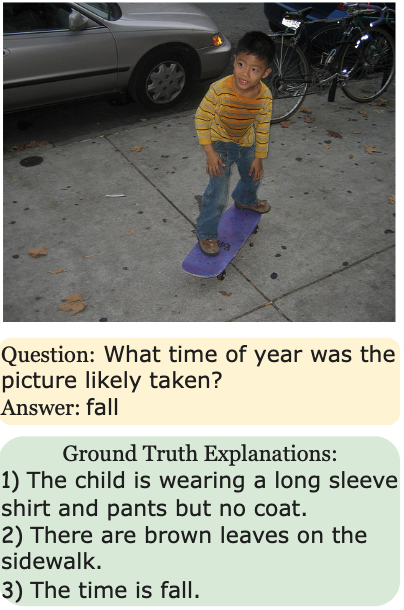 Question: What time of year was the
picture likely taken?
Answer: fall
Ground Truth Explanations:
1) The child is wearing a long sleeve
shirt and pants but no coat.
2) There are brown leaves on the
sidewalk.
3) The time is fall.